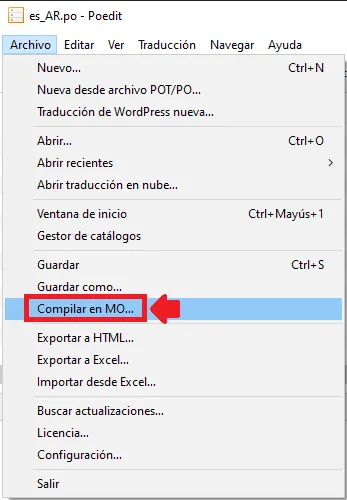 es_AR.po - Poedit
Archivo Editar Ver Traducción Navegar Ayuda
Nuevo... Ctrl+N
Nueva desde archivo POT/PO...
Traducción de WordPress nueva...
Abrir... Ctrl+O
Abrir recientes
Abrir traducción en nube...
Ventana de inicio Ctrl+Mayús+1
Gestor de catálogos
Guardar Ctrl+S
Guardar como...
Compilar en MO...
Exportar a HTML...
Exportar a Excel...
Importar desde Excel...
Buscar actualizaciones...
Licencia...
Configuración...
Salir